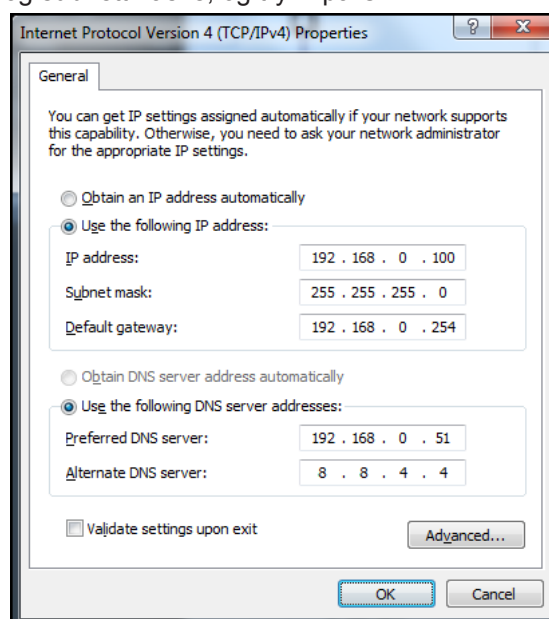 Internet Protocol Version 4 (TCP/IPv4) Properties
General
You can get IP settings assigned automatically if your network supports
this capability. Otherwise, you need to ask your network administrator
for the appropriate IP settings.
Obtain an IP address automatically
Use the following IP address:
IP address: 192 . 168 . 0 . 100
Subnet mask: 255 . 255 . 255 . 0
Default gateway: 192 . 168 . 0 . 254
Obtain DNS server address automatically
Use the following DNS server addresses:
Preferred DNS server: 192 . 168 . 0 . 51
Alternate DNS server: 8 . 8 . 4 . 4
Validate settings upon exit
Advanced...
OK Cancel